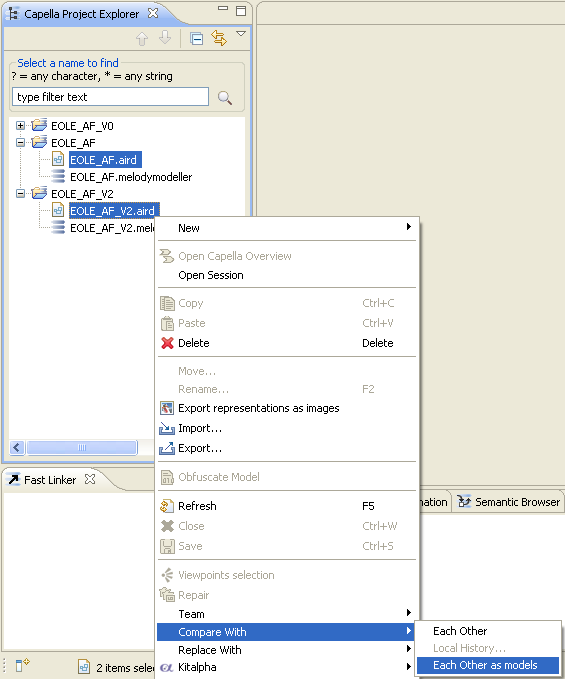 Capella Project Explorer
Select a name to find
? = any character, * = any string
type filter text
EOLE_AF_V0
EOLE_AF
EOLE_AF.aird
EOLE_AF.melodymodeller
EOLE_AF_V2
EOLE_AF_V2.aird
EOLE_AF_V2.melo
New
Open Capella Overview
Open Session
Copy Ctrl+C
Paste Ctrl+V
Delete Delete
Move...
Rename... F2
Export representations as images
Import...
Export...
Obfuscate Model
Refresh F5
Close Ctrl+W
Save Ctrl+S
Viewpoints selection
Repair
Team
Compare With
Replace With
Kitalpha
Each Other
Local History...
Each Other as models
Fast Linker
mation
Semantic Browser
2 items selec